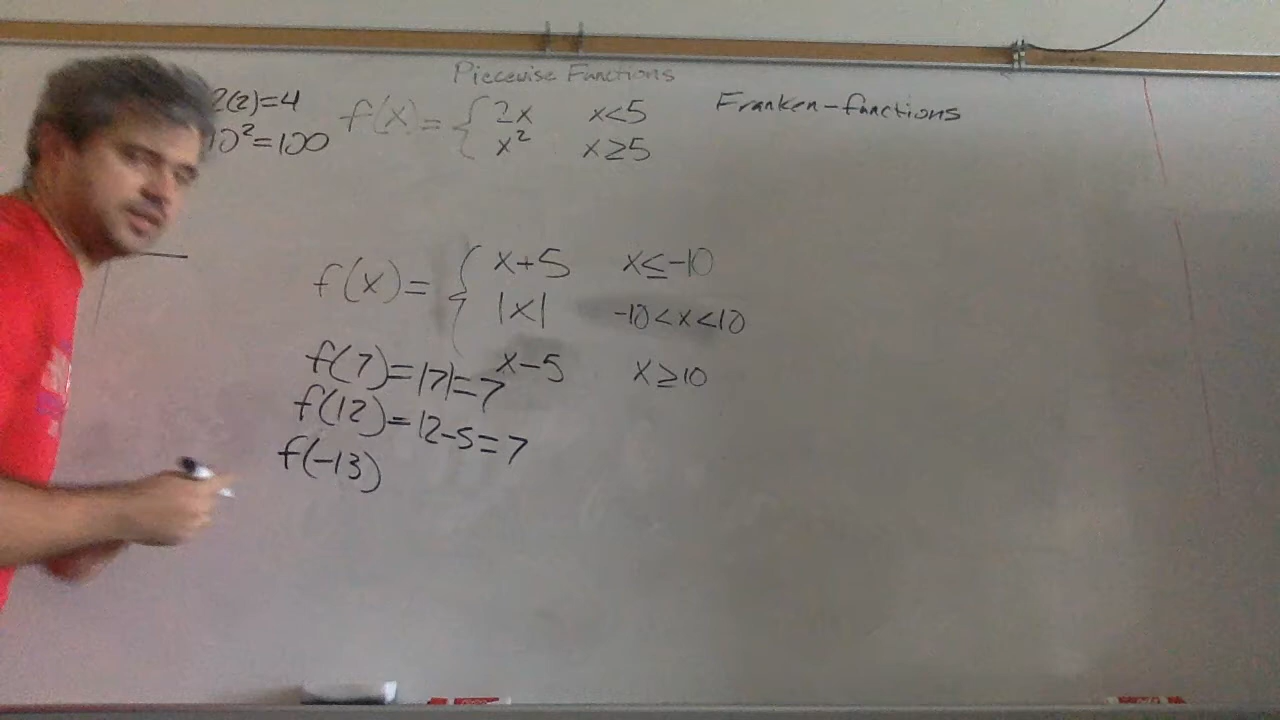 Piecewise Functions
2(2)=4
10²=100
f(x)= { 2x x<5
x² x≥5
Franken-functions
f(x)= { x+5 x≤-10
|x| -10<x<10
x-5 x≥10
f(7)=|7|=7
f(12)=12-5=7
f(-13)